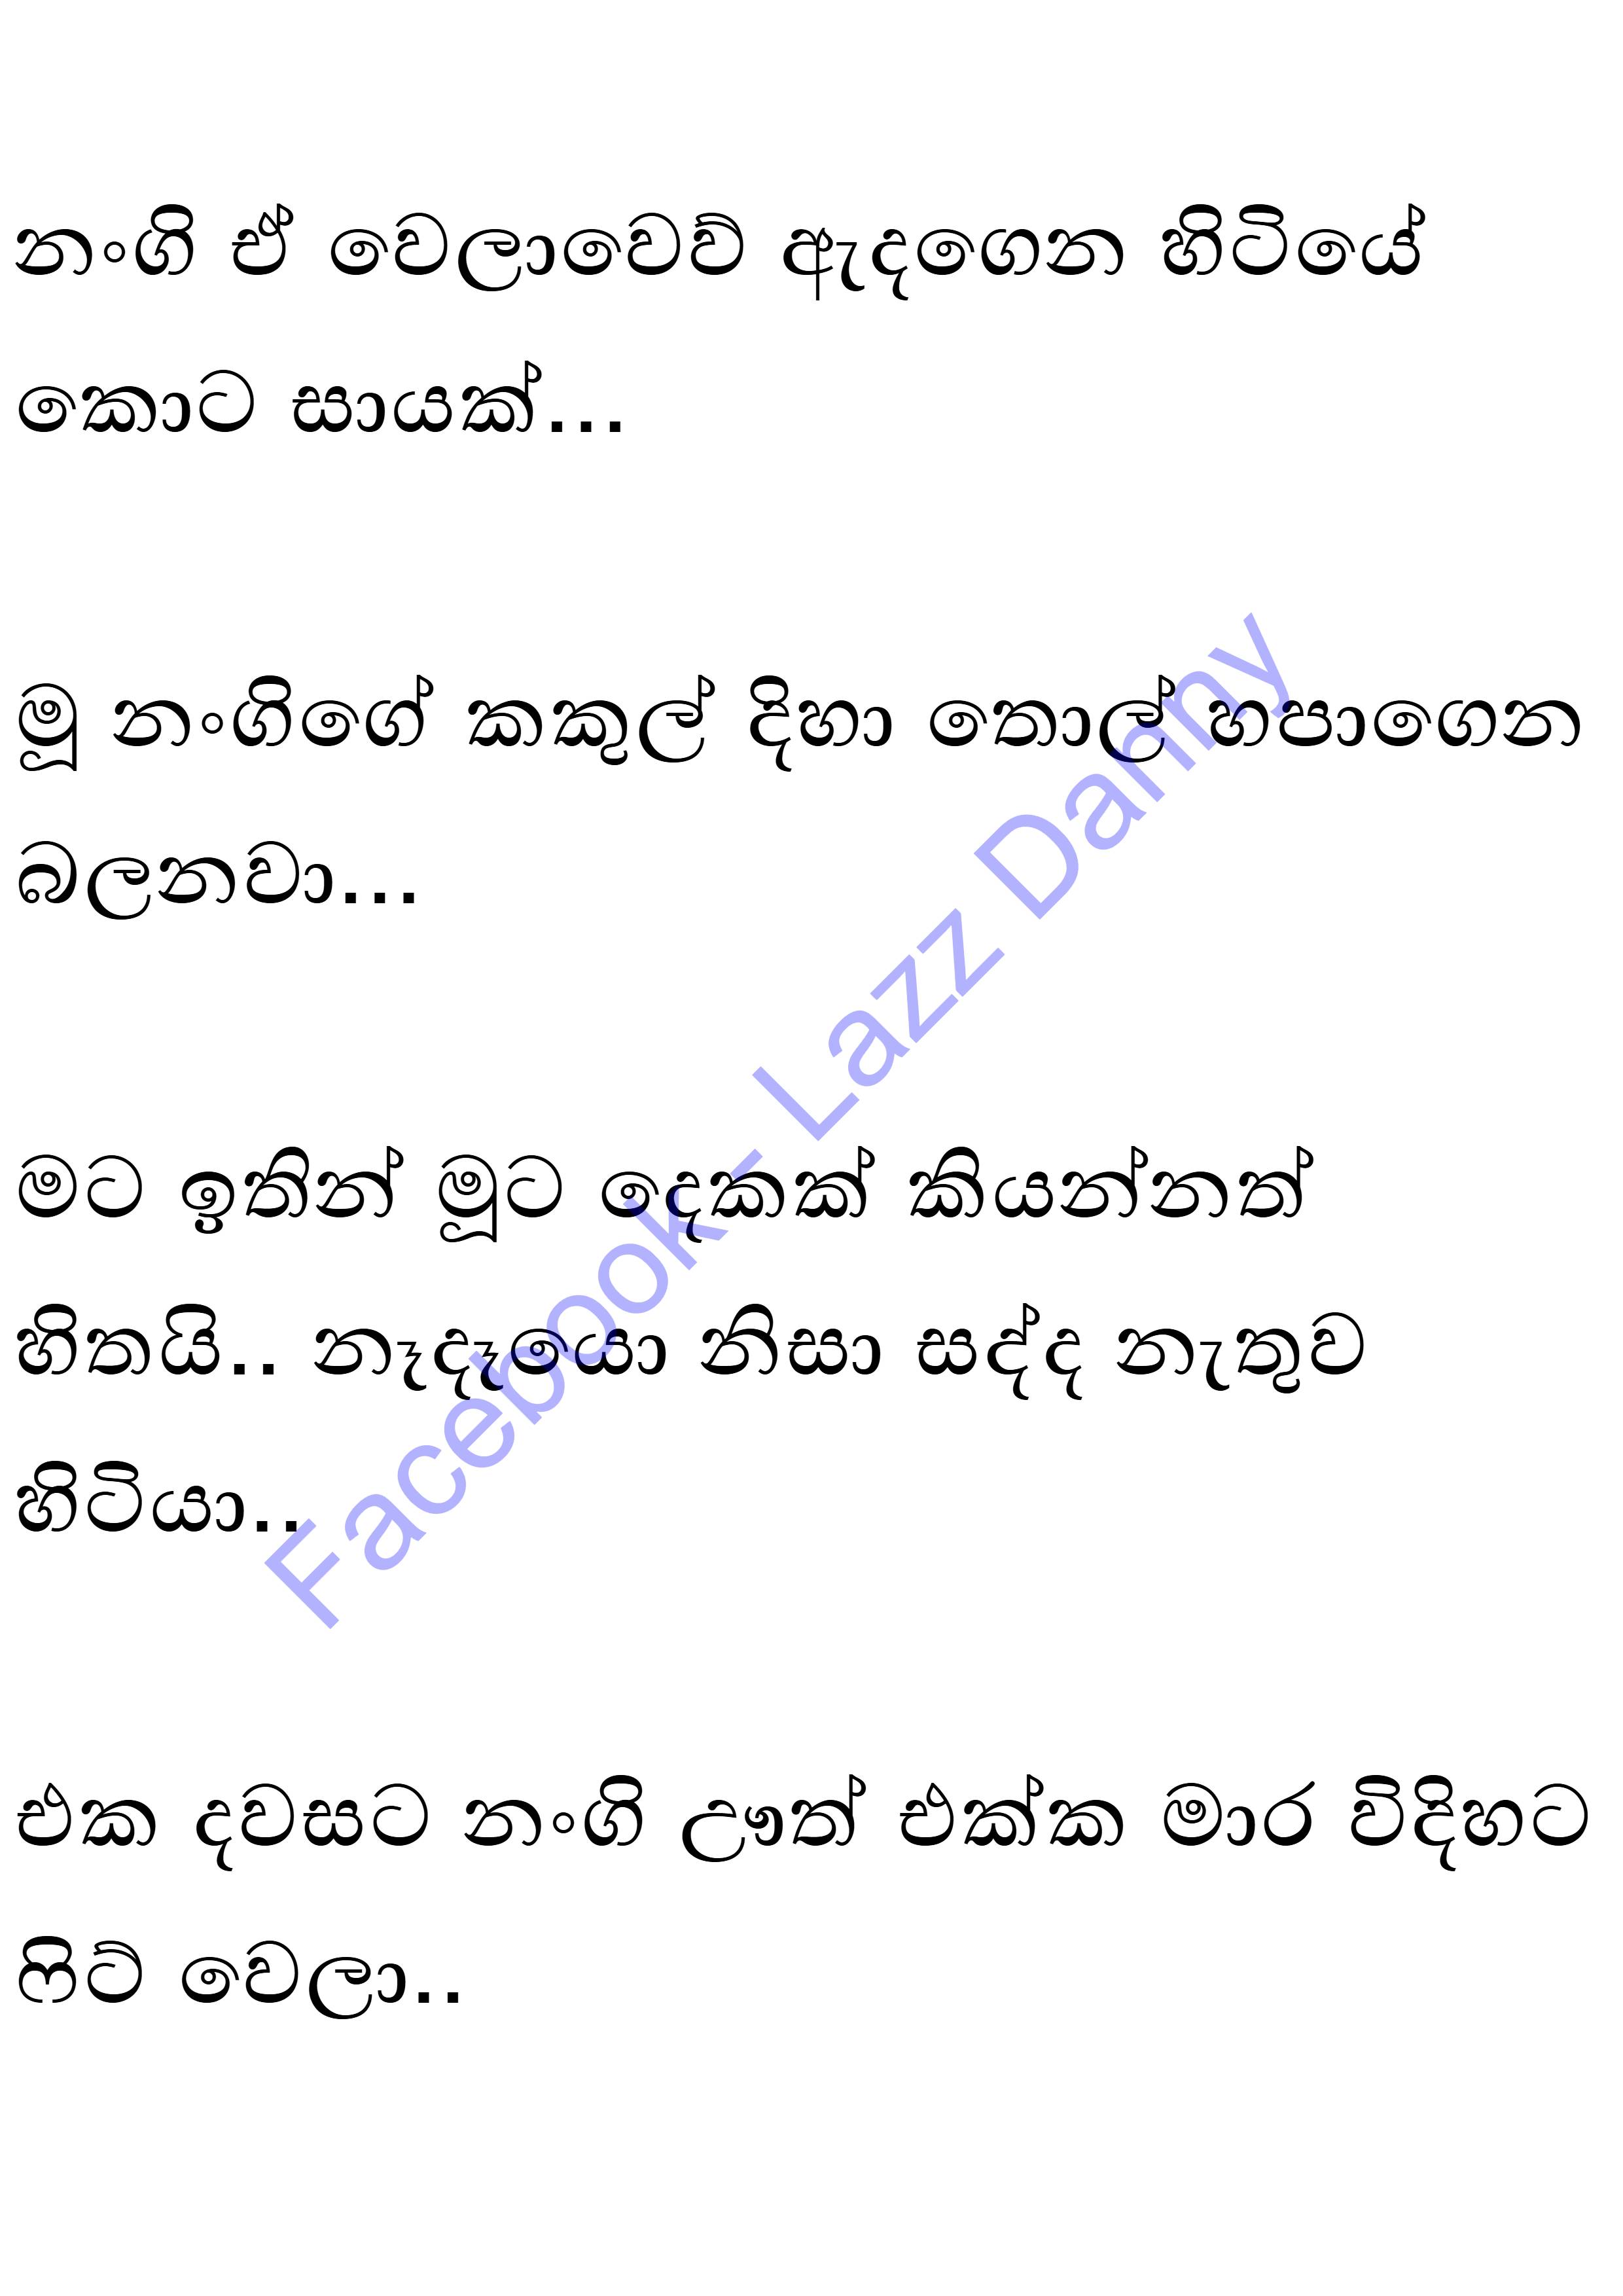 නංගි ඒ වෙලාවෙව් ඇඳගෙන හිටියේ
කොට සායක්...
මූ නංගිගේ කකුල් දිහා තොල් හපාගෙන
බලනවා...
මට ඉතින් මූට දෙකක් කියන්නත්
හිතයි.. නෑදෑයො නිසා සද්ද නැතුව
හිටියා..
එක දවසට නංගි ඌත් එක්ක මාර විදිහට
ෆිට් වෙලා..
Facebook- Lazz Danny